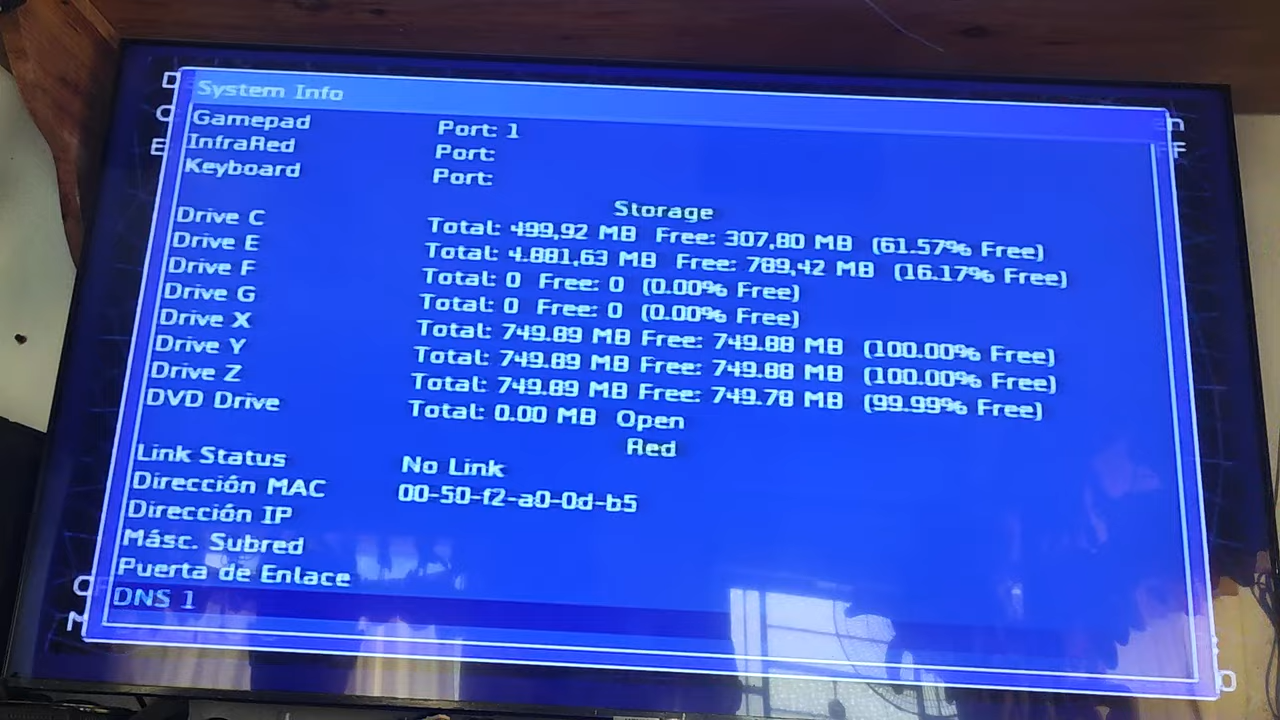 System Info
Gamepad Port: 1
InfraRed Port:
Keyboard Port:
Storage
Drive C Total: 499,92 MB Free: 307,80 MB (61.57% Free)
Drive E Total: 4.881,63 MB Free: 789,42 MB (16.17% Free)
Drive F Total: 0 Free: 0 (0.00% Free)
Drive G Total: 0 Free: 0 (0.00% Free)
Drive X Total: 749.89 MB Free: 749.88 MB (100.00% Free)
Drive Y Total: 749.89 MB Free: 749.88 MB (100.00% Free)
Drive Z Total: 749.89 MB Free: 749.78 MB (99.99% Free)
DVD Drive Total: 0.00 MB Open
Red
Link Status No Link
Dirección MAC 00-50-f2-a0-0d-b5
Dirección IP
Másc. Subred
Puerta de Enlace
DNS 1